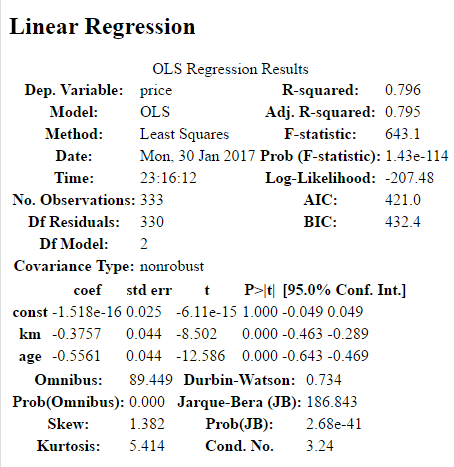 Linear Regression
OLS Regression Results
Dep. Variable: price R-squared: 0.796
Model: OLS Adj. R-squared: 0.795
Method: Least Squares F-statistic: 643.1
Date: Mon, 30 Jan 2017 Prob (F-statistic): 1.43e-114
Time: 23:16:12 Log-Likelihood: -207.48
No. Observations: 333 AIC: 421.0
Df Residuals: 330 BIC: 432.4
Df Model: 2
Covariance Type: nonrobust
coef std err t P>|t| [95.0% Conf. Int.]
const -1.518e-16 0.025 -6.11e-15 1.000 -0.049 0.049
km -0.3757 0.044 -8.502 0.000 -0.463 -0.289
age -0.5561 0.044 -12.586 0.000 -0.643 -0.469
Omnibus: 89.449 Durbin-Watson: 0.734
Prob(Omnibus): 0.000 Jarque-Bera (JB): 186.843
Skew: 1.382 Prob(JB): 2.68e-41
Kurtosis: 5.414 Cond. No. 3.24